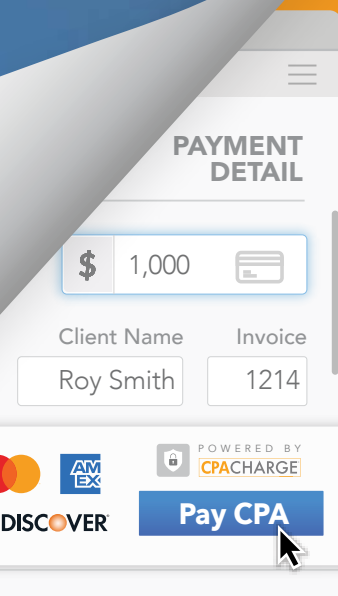 PAYMENT
DETAIL
$ 1,000
Client Name Invoice
Roy Smith 1214
AM
EX
POWERED BY
CPACHARGE
DISCOVER
Pay CPA